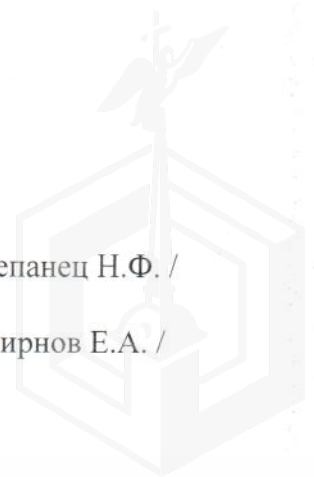 епанец Н.Ф. /
ирнов Е.А. /